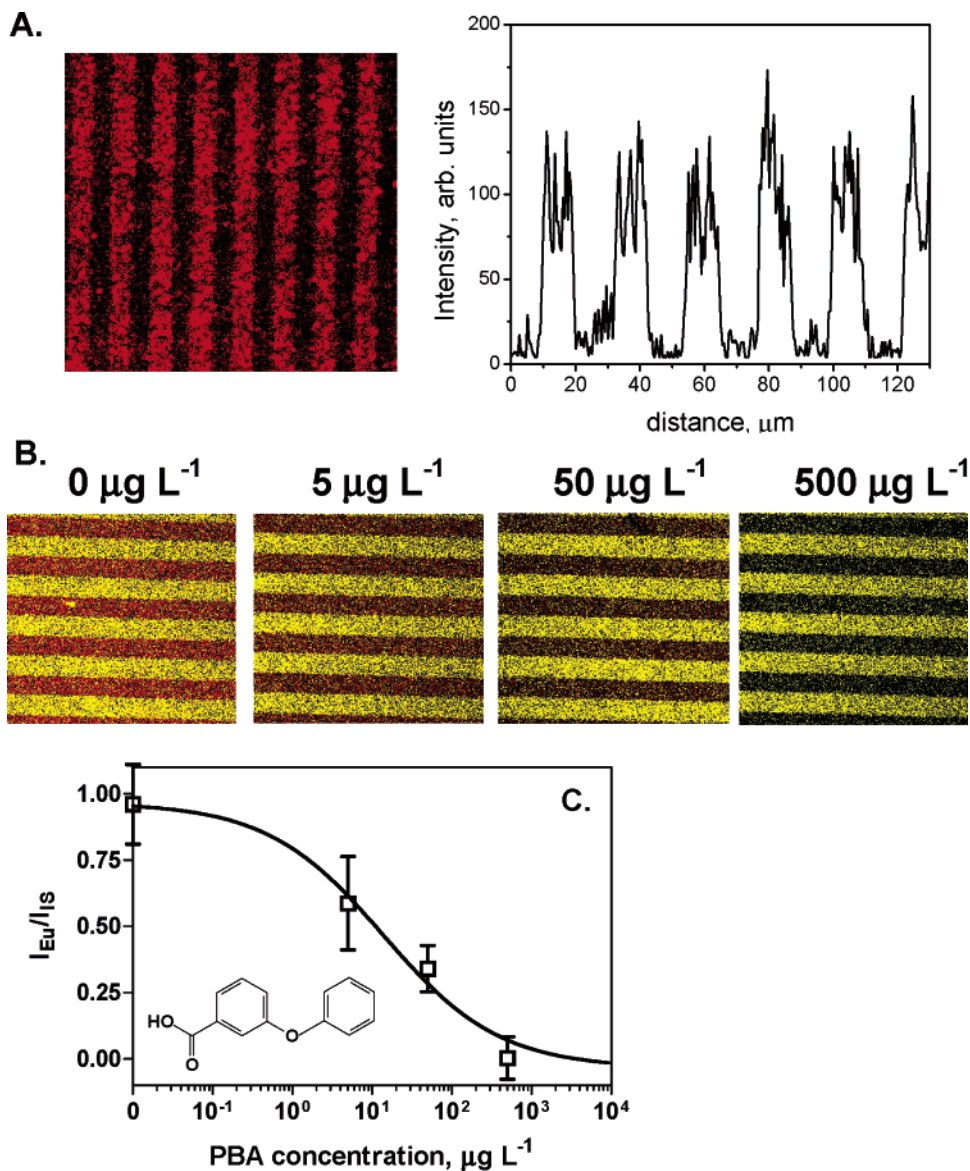 A.
200
150
100
50
0
Intensity, arb. units
0 20 40 60 80 100 120
distance, μm
B.
0 μg L⁻¹ 5 μg L⁻¹ 50 μg L⁻¹ 500 μg L⁻¹
C.
1.00
0.75
0.50
0.25
0.00
I_Eu/I_IS
HO
O
O
0 10⁻¹ 10⁰ 10¹ 10² 10³ 10⁴
PBA concentration, μg L⁻¹